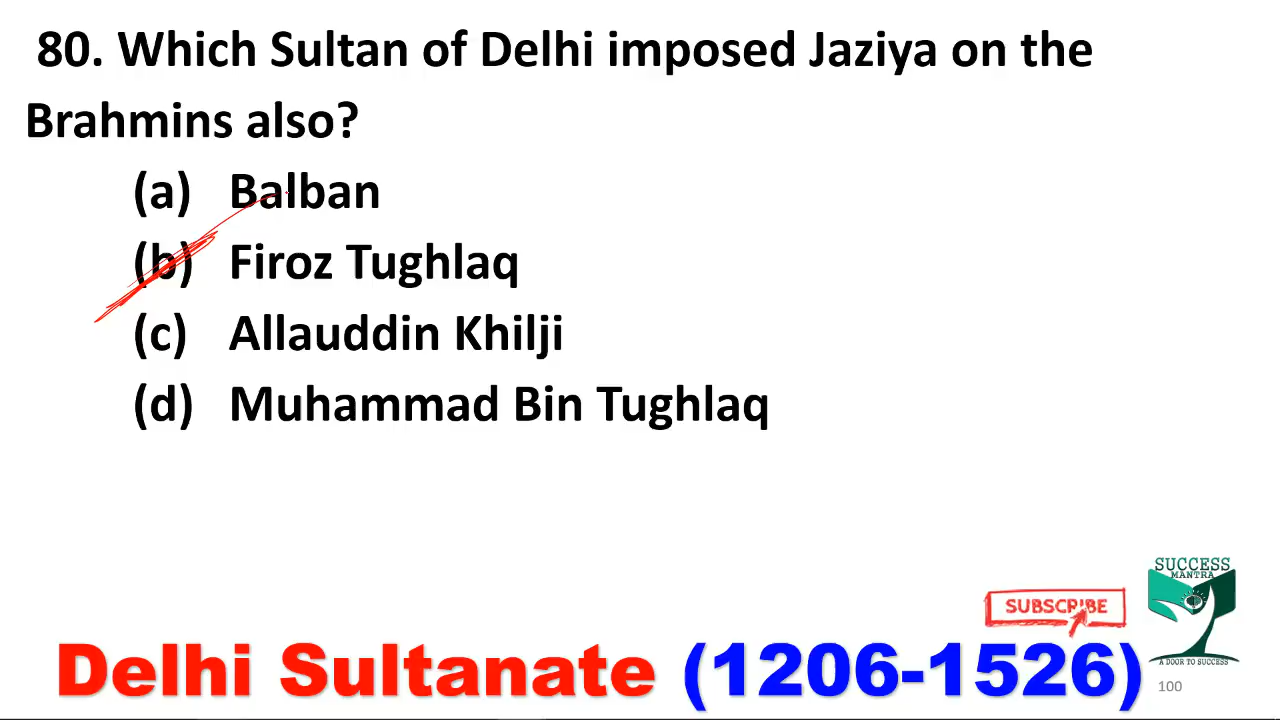 80. Which Sultan of Delhi imposed Jaziya on the
Brahmins also?
(a) Balban
(b) Firoz Tughlaq
(c) Allauddin Khilji
(d) Muhammad Bin Tughlaq
SUCCESS
MANTRA
SUBSCRIBE
Delhi Sultanate (1206-1526)
A DOOR TO SUCCESS
100